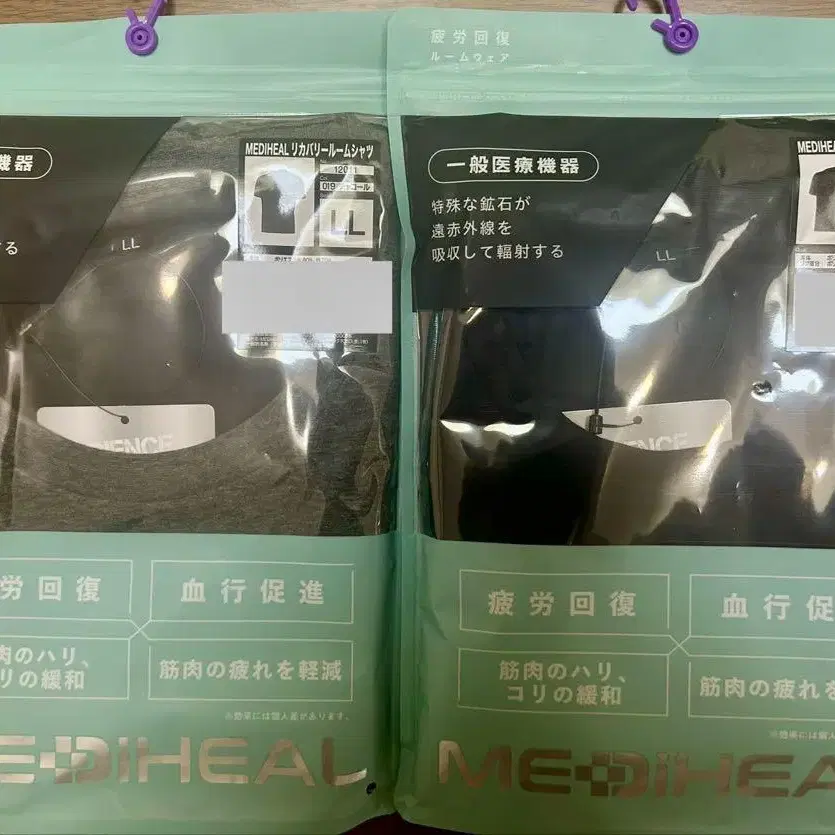 機器
する
MEDIHEAL リカバリールームシャツ
LL
LL
労回復
血行促進
肉のハリ、
リの緩和
筋肉の疲れを軽減
※効果には個人差があります。
MEDiHEAL
疲労回復
ルームウェア
一般医療機器
特殊な鉱石が
遠赤外線を
吸収して輻射する
LL
MEDIHEAL
疲労回復
血行促
筋肉のハリ、
コリの緩和
筋肉の疲れを
※効果には個人
MEDiHEA